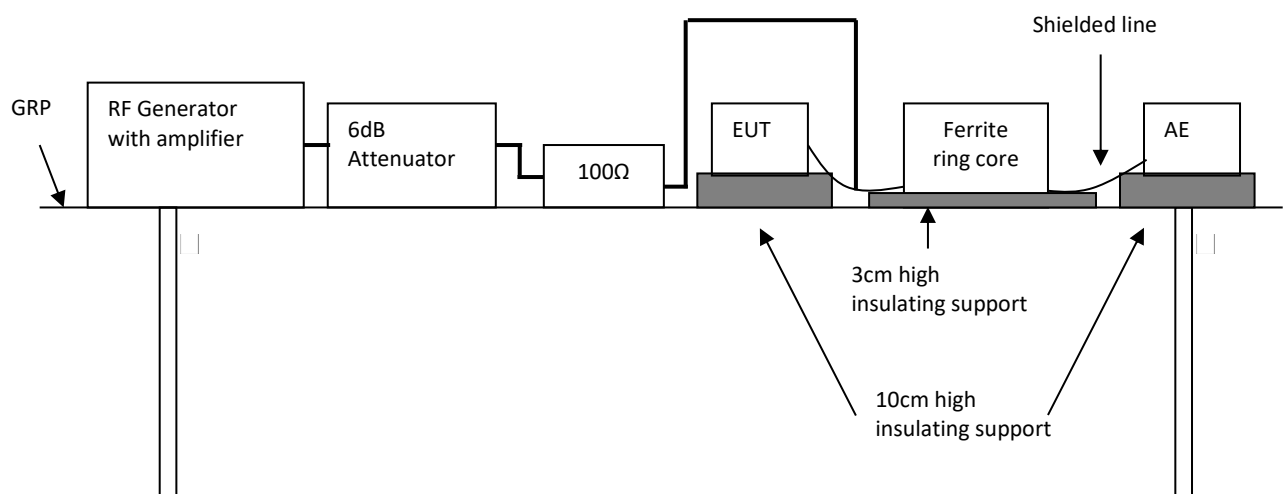 Shielded line
GRP
RF Generator
with amplifier
6dB
Attenuator
100Ω
EUT
Ferrite
ring core
AE
3cm high
insulating support
10cm high
insulating support